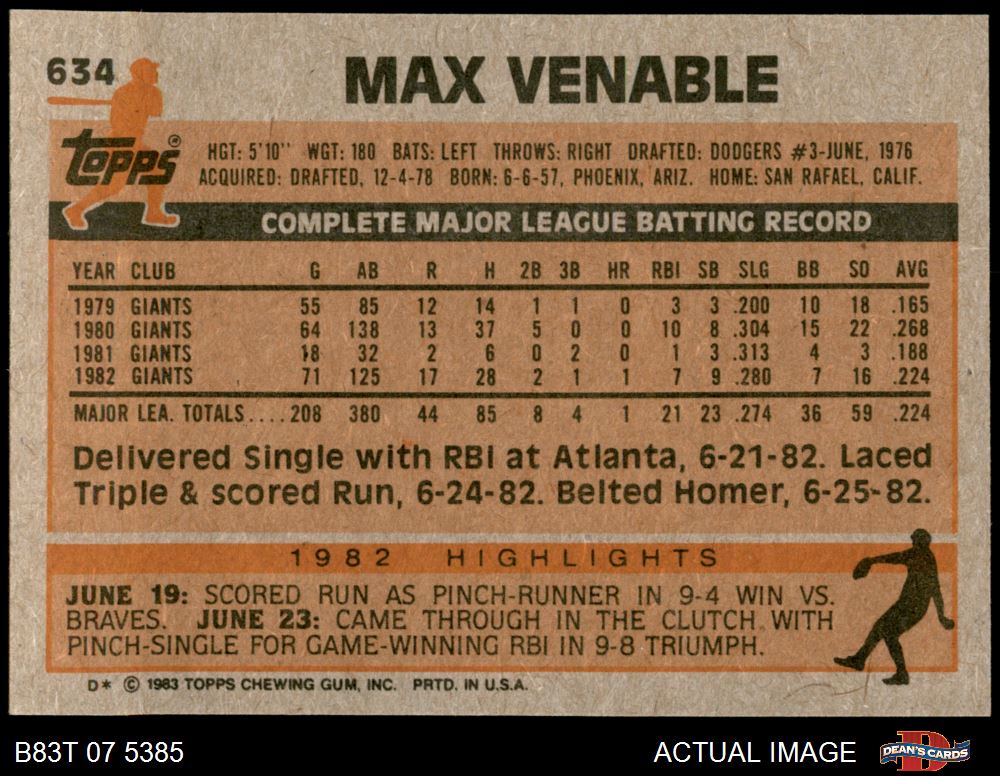 634
MAX VENABLE
TOPPS®
HGT: 5'10" WGT: 180 BATS: LEFT THROWS: RIGHT DRAFTED: DODGERS #3-JUNE, 1976
ACQUIRED: DRAFTED, 12-4-78 BORN: 6-6-57, PHOENIX, ARIZ. HOME: SAN RAFAEL, CALIF.
COMPLETE MAJOR LEAGUE BATTING RECORD
YEAR CLUB G AB R H 2B 3B HR RBI SB SLG BB SO AVG
1979 GIANTS 55 85 12 14 1 1 0 3 3 .200 10 18 .165
1980 GIANTS 64 138 13 37 5 0 0 10 8 .304 15 22 .268
1981 GIANTS 18 32 2 6 0 2 0 1 3 .313 4 3 .188
1982 GIANTS 71 125 17 28 2 1 1 7 9 .280 7 16 .224
MAJOR LEA. TOTALS.... 208 380 44 85 8 4 1 21 23 .274 36 59 .224
Delivered Single with RBI at Atlanta, 6-21-82. Laced
Triple & scored Run, 6-24-82. Belted Homer, 6-25-82.
1982 HIGHLIGHTS
JUNE 19: SCORED RUN AS PINCH-RUNNER IN 9-4 WIN VS.
BRAVES. JUNE 23: CAME THROUGH IN THE CLUTCH WITH
PINCH-SINGLE FOR GAME-WINNING RBI IN 9-8 TRIUMPH.
D* © 1983 TOPPS CHEWING GUM, INC. PRTD. IN U.S.A.
B83T 07 5385 ACTUAL IMAGE D DEAN'S CARDS